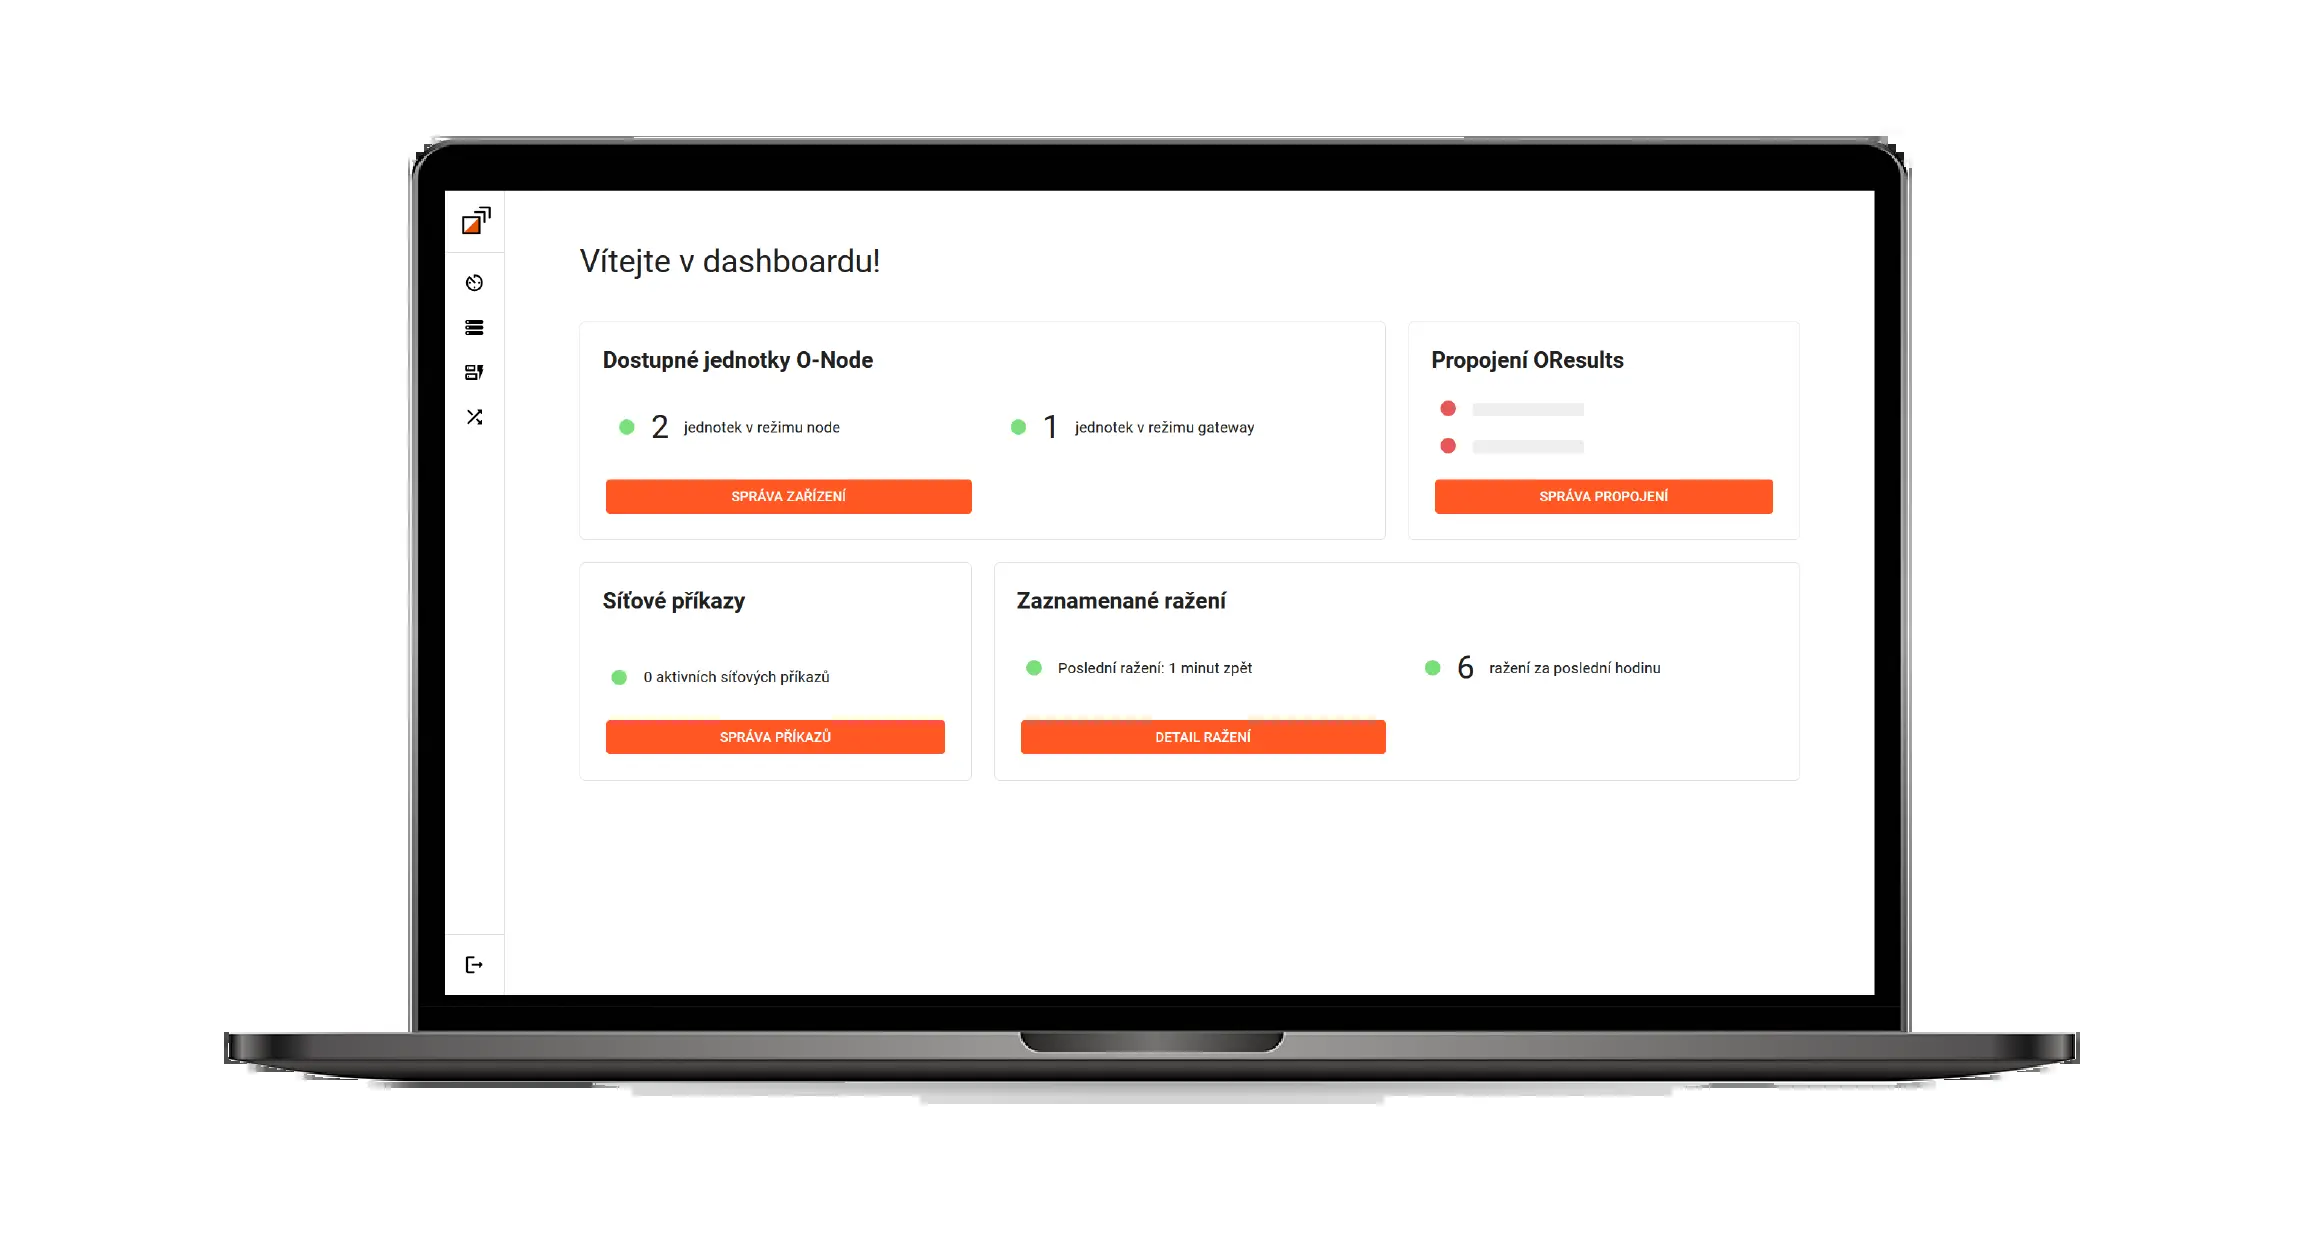 Vítejte v dashboardu!
Dostupné jednotky O-Node
2 jednotek v režimu node
1 jednotek v režimu gateway
SPRÁVA ZAŘÍZENÍ
Propojení OResults
SPRÁVA PROPOJENÍ
Síťové příkazy
0 aktivních síťových příkazů
SPRÁVA PŘÍKAZŮ
Zaznamenané ražení
Poslední ražení: 1 minut zpět
6 ražení za poslední hodinu
DETAIL RAŽENÍ